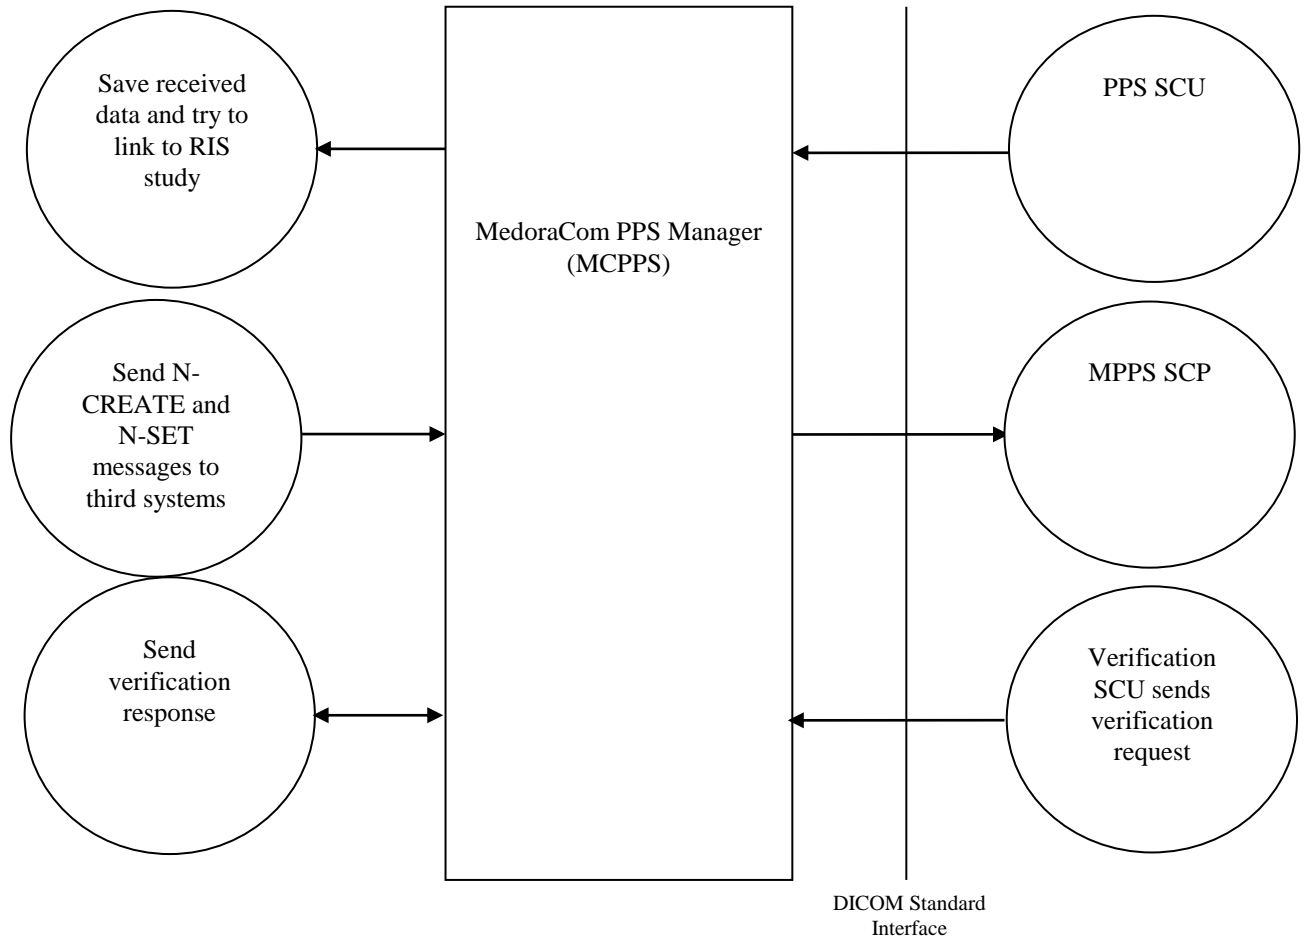 Save received
data and try to
link to RIS
study
PPS SCU
MedoraCom PPS Manager
(MCPPS)
Send N-
CREATE and
N-SET
messages to
third systems
MPPS SCP
Send
verification
response
Verification
SCU sends
verification
request
DICOM Standard
Interface